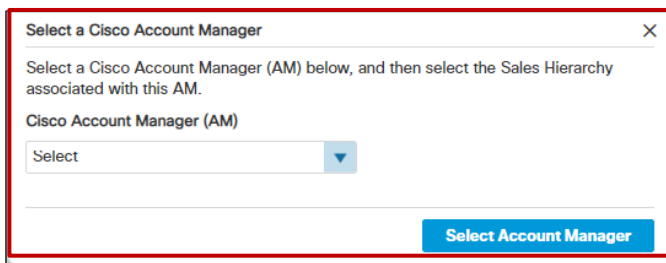 Select a Cisco Account Manager
Select a Cisco Account Manager (AM) below, and then select the Sales Hierarchy
associated with this AM.
Cisco Account Manager (AM)
Select
Select Account Manager